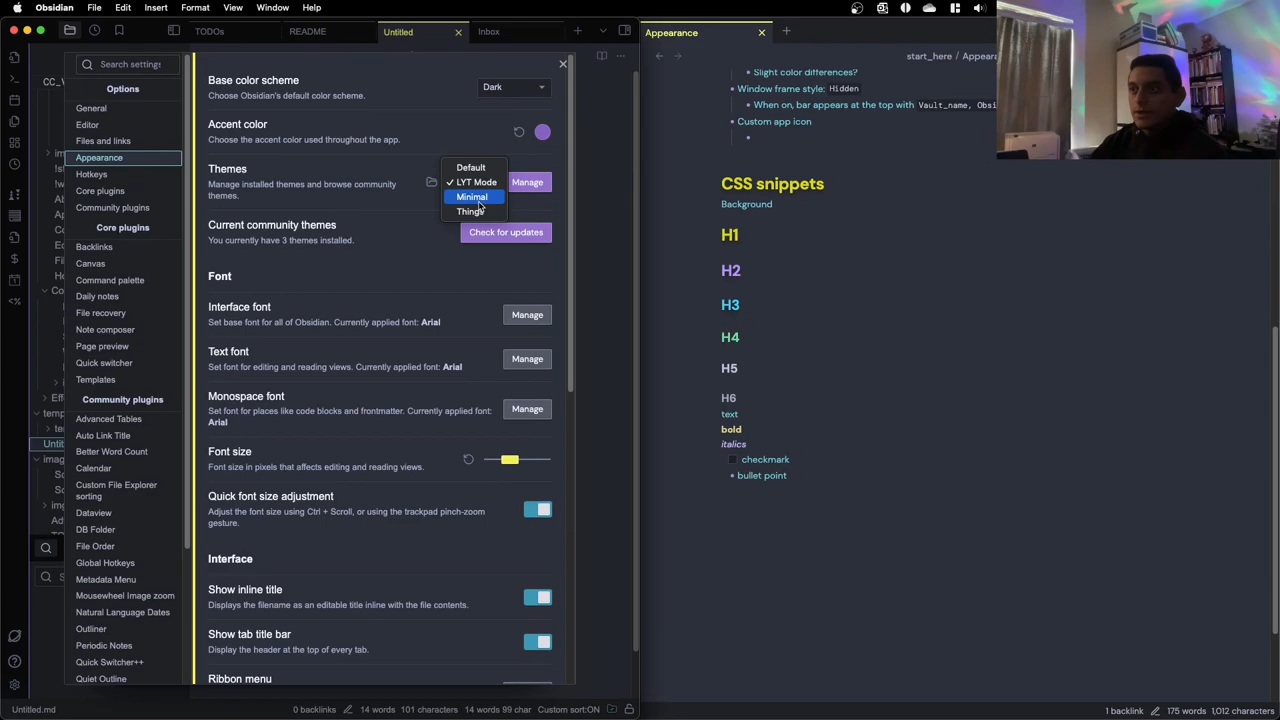 Obsidian File Edit Insert Format View Window Help
TODOs README Untitled Inbox
Appearance
CC_V
Search settings
Options
General
Editor
Files and links
Appearance
Hotkeys
Core plugins
Community plugins
Core plugins
Backlinks
Canvas
Command palette
Daily notes
File recovery
Note composer
Page preview
Quick switcher
Templates
Community plugins
Advanced Tables
Auto Link Title
Better Word Count
Calendar
Custom File Explorer
sorting
Dataview
DB Folder
File Order
Global Hotkeys
Metadata Menu
Mousewheel Image zoom
Natural Language Dates
Outliner
Periodic Notes
Quick Switcher++
Quiet Outline
Base color scheme
Choose Obsidian's default color scheme.
Dark
Accent color
Choose the accent color used throughout the app.
Themes
Manage installed themes and browse community
themes.
Default
LYT Mode
Minimal
Things
Manage
Current community themes
You currently have 3 themes installed.
Check for updates
Font
Interface font
Set base font for all of Obsidian. Currently applied font: Arial
Manage
Text font
Set font for editing and reading views. Currently applied font: Arial
Manage
Monospace font
Set font for places like code blocks and frontmatter. Currently applied font:
Arial
Manage
Font size
Font size in pixels that affects editing and reading views.
Quick font size adjustment
Adjust the font size using Ctrl + Scroll, or using the trackpad pinch-zoom
gesture.
Interface
Show inline title
Displays the filename as an editable title inline with the file contents.
Show tab title bar
Display the header at the top of every tab.
Ribbon menu
start_here / Appeara
Slight color differences?
Window frame style: Hidden
When on, bar appears at the top with Vault_name, Obsi
Custom app icon
CSS snippets
Background
H1
H2
H3
H4
H5
H6
text
bold
italics
checkmark
bullet point
Untitled.md
0 backlinks 14 words 101 characters 14 words 99 char Custom sort:ON
1 backlink 175 words 1,012 characters